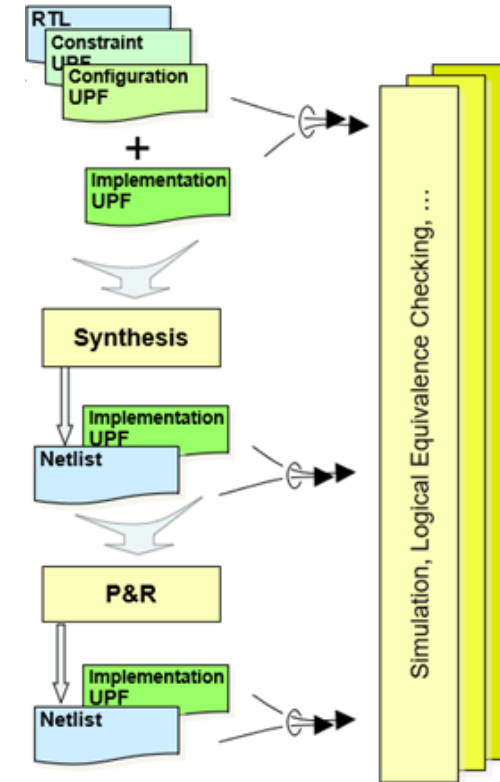 RTL
Constraint
UPF
Configuration
UPF
+
Implementation
UPF
Synthesis
Implementation
UPF
Netlist
P&R
Implementation
UPF
Netlist
Simulation, Logical Equivalence Checking, ...